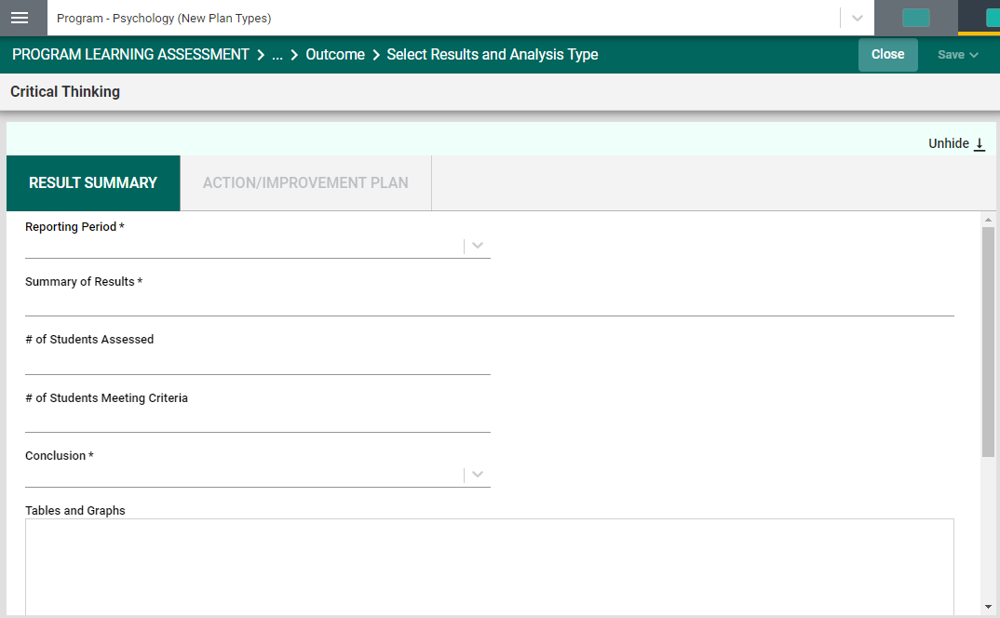 Program - Psychology (New Plan Types)
PROGRAM LEARNING ASSESSMENT > ... > Outcome > Select Results and Analysis Type
Close
Save
Critical Thinking
Unhide
RESULT SUMMARY
ACTION/IMPROVEMENT PLAN
Reporting Period *
Summary of Results *
# of Students Assessed
# of Students Meeting Criteria
Conclusion *
Tables and Graphs